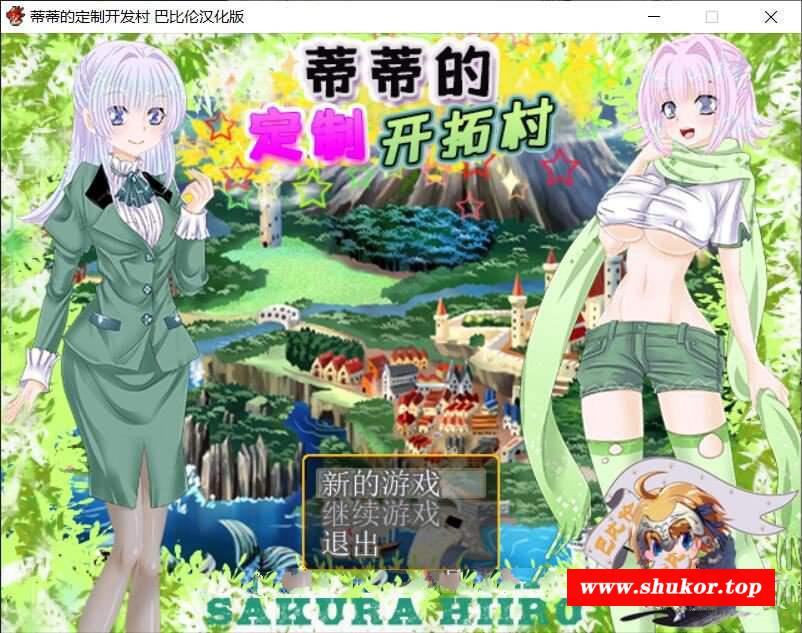 蒂蒂的定制开发村 巴比伦汉化版
蒂蒂的
定制开拓村
新的游戏
继续游戏
退出
www.shukor.top
SAKURA HIIRO